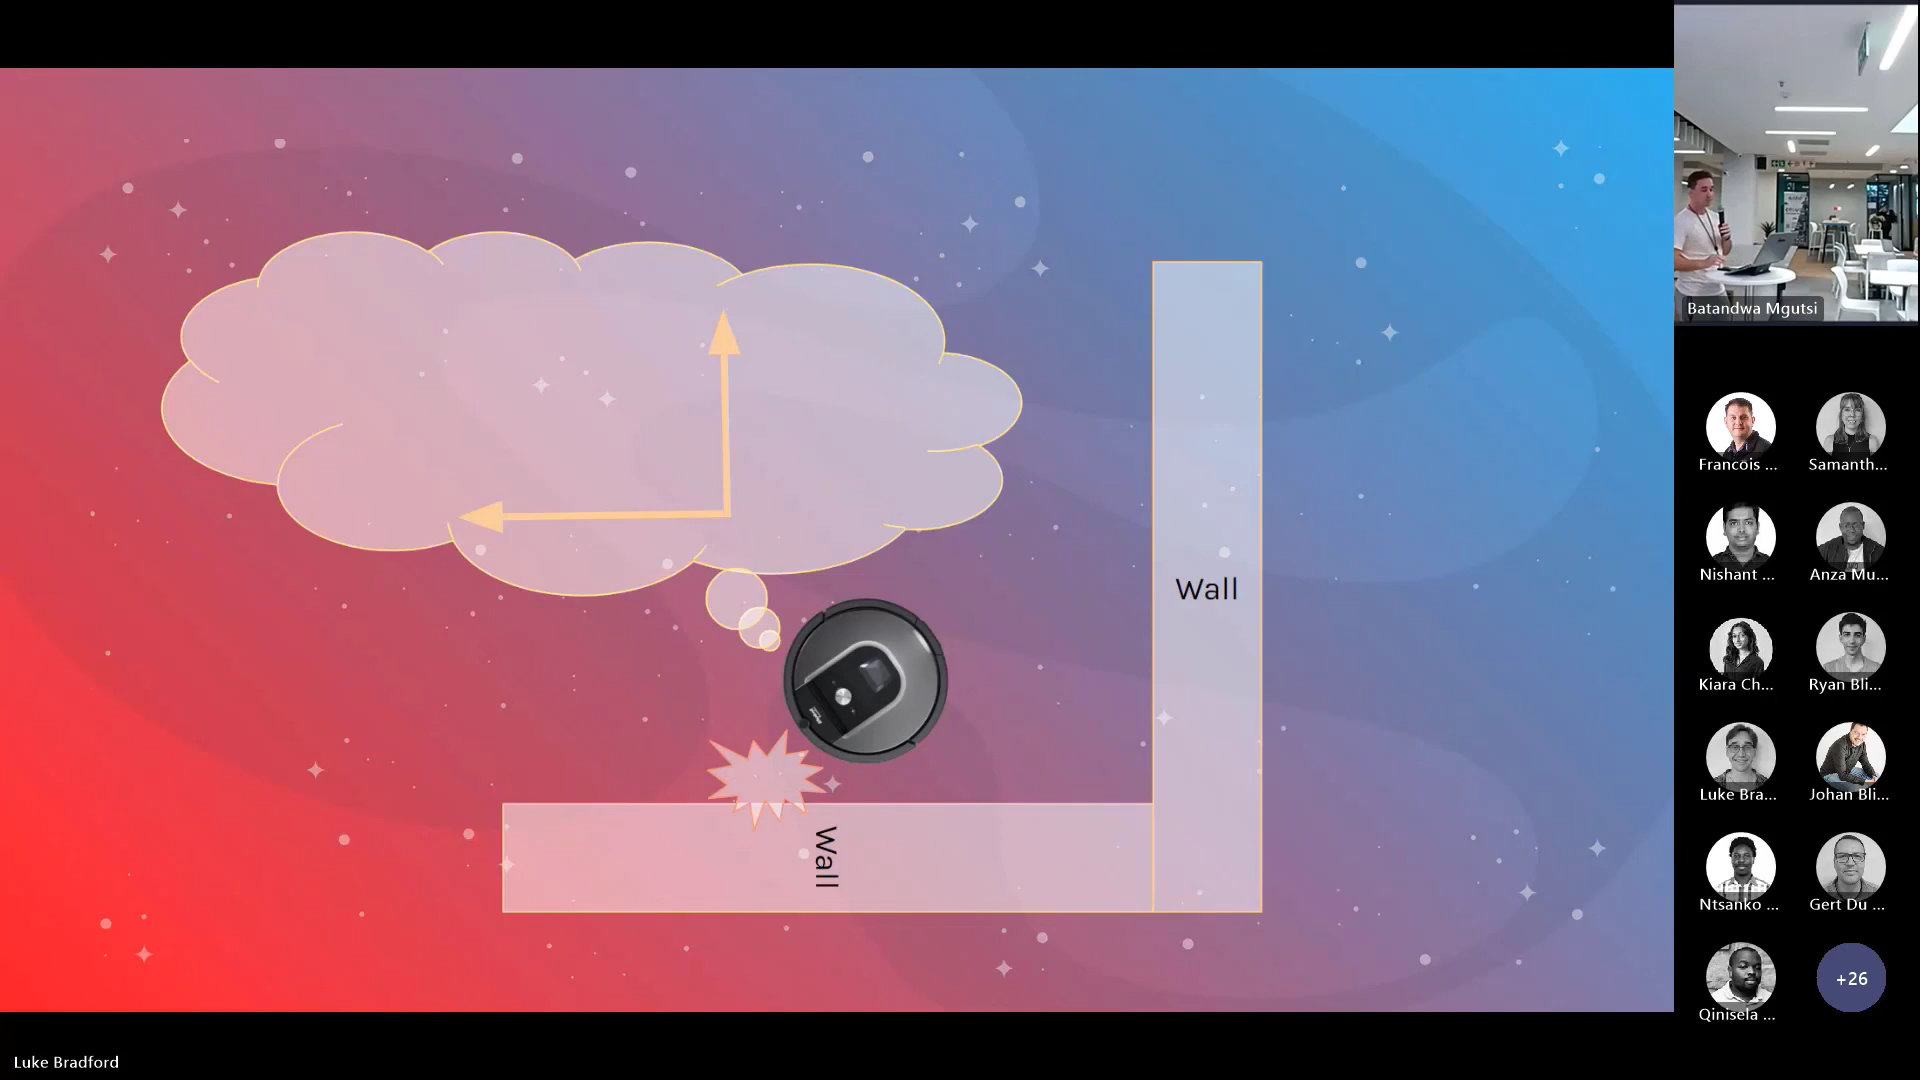 Wall
Wall
Batandwa Mgutsi
Francois ...
Samanth...
Nishant ...
Anza Mu...
Kiara Ch...
Ryan Bli...
Luke Bra...
Johan Bli...
Ntsanko ...
Gert Du ...
Qinisela ...
+26
Luke Bradford